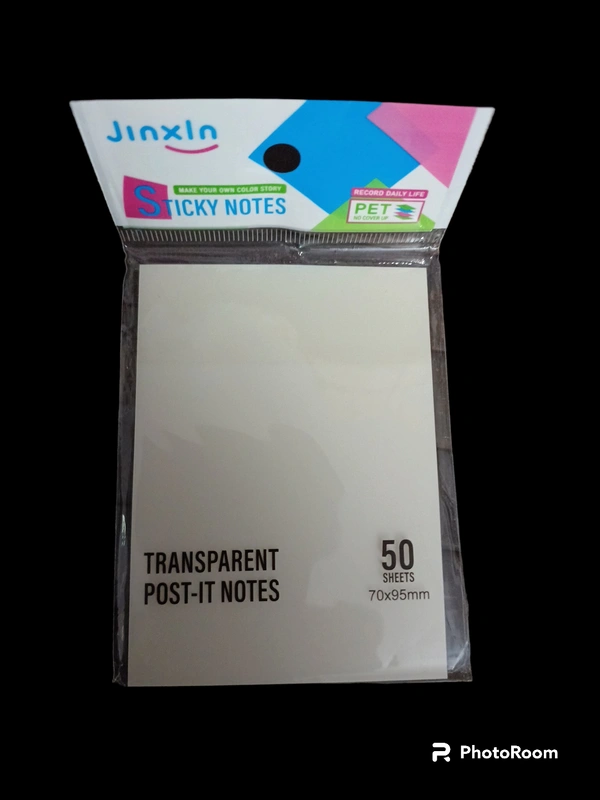 Jinxin
MAKE YOUR OWN COLOR STORY
STICKY NOTES
RECORD DAILY LIFE
PET
NO COVER UP
TRANSPARENT
POST-IT NOTES
50
SHEETS
70x95mm
PhotoRoom